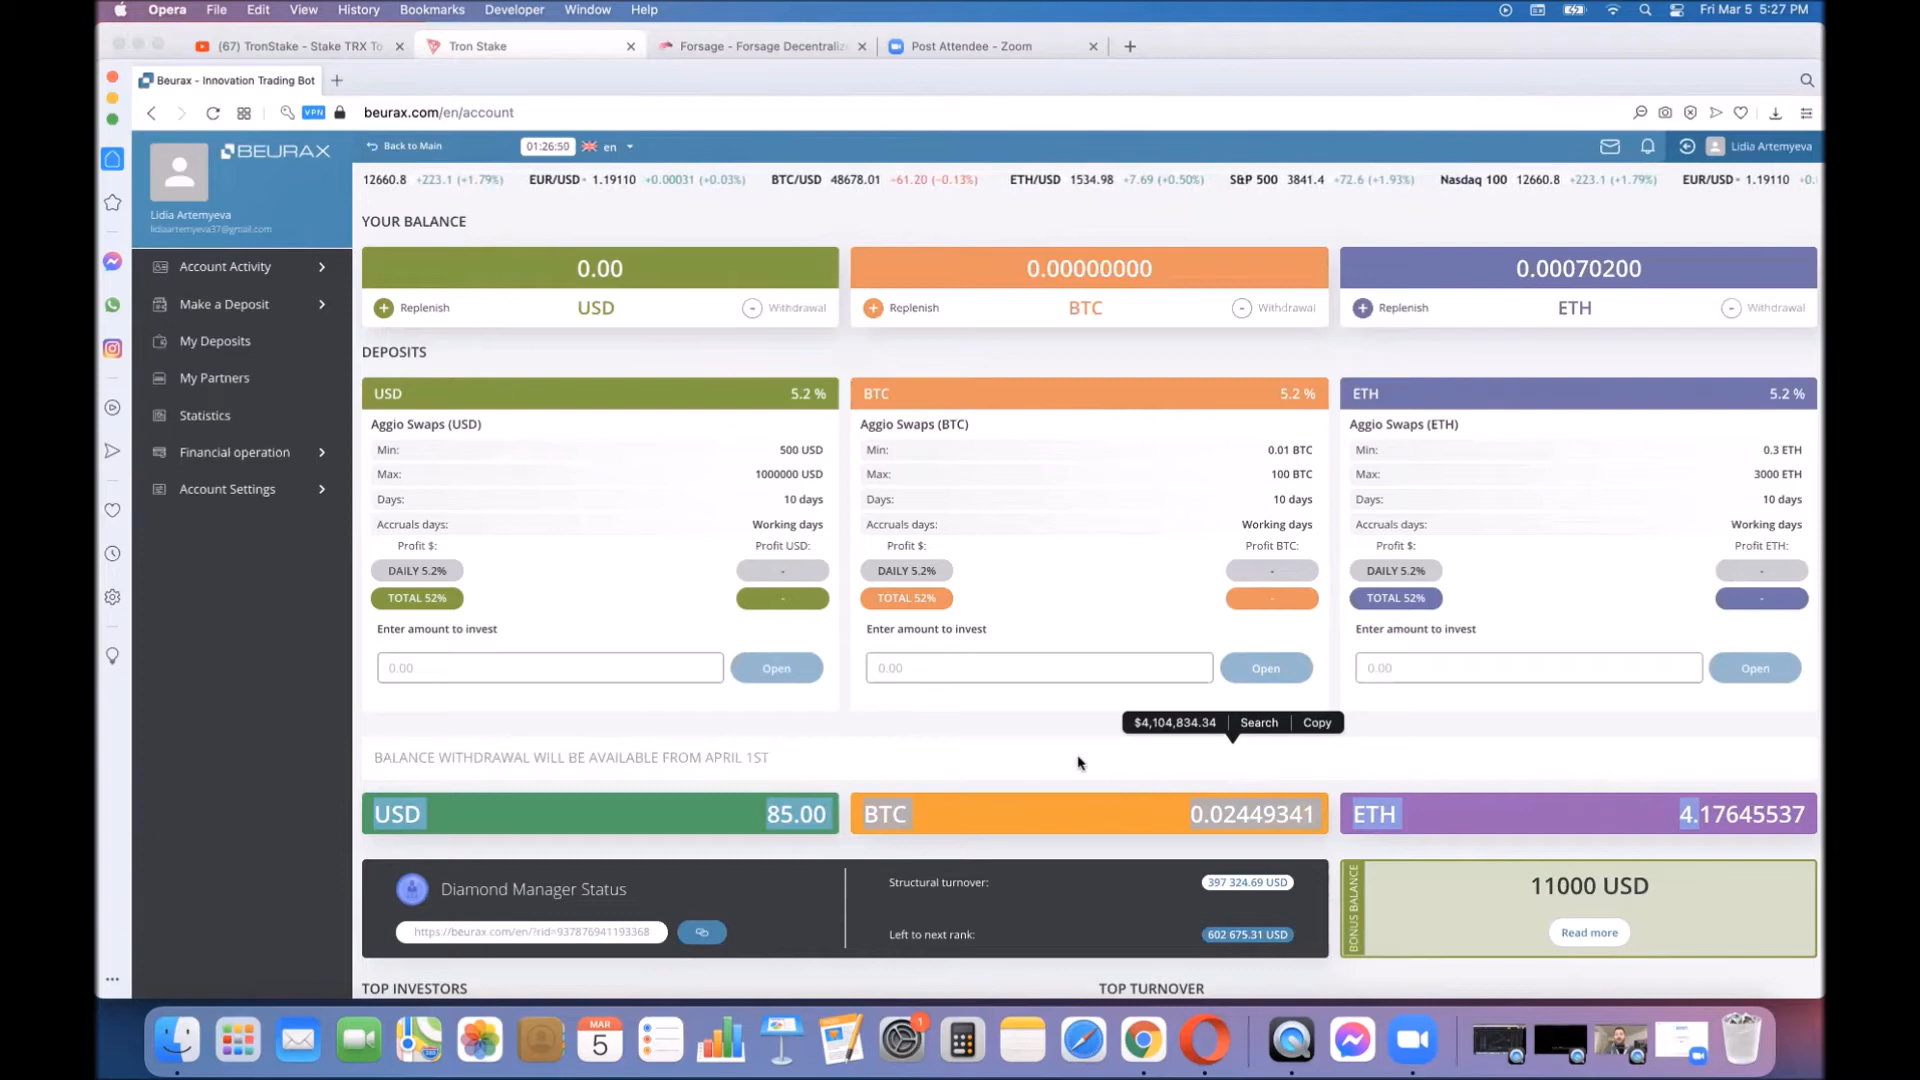 Opera File Edit View History Bookmarks Developer Window Help Fri Mar 5 5:27 PM
(67) TronStake - Stake TRX To Tron Stake Forsage - Forsage Decentraliz Post Attendee - Zoom
Beurax - Innovation Trading Bot
VPN beurax.com/en/account
BEURAX Back to Main 01:26:50 en Lidia Artemyeva
12660.8 +223.1 (+1.79%) EUR/USD 1.19110 +0.00031 (+0.03%) BTC/USD 48678.01 -61.20 (-0.13%) ETH/USD 1534.98 +7.69 (+0.50%) S&P 500 3841.4 +72.6 (+1.93%) Nasdaq 100 12660.8 +223.1 (+1.79%) EUR/USD 1.19110 +0.
Lidia Artemyeva
lidiaartemyeva37@gmail.com
Account Activity
Make a Deposit
My Deposits
My Partners
Statistics
Financial operation
Account Settings
YOUR BALANCE
0.00 0.00000000 0.00070200
Replenish USD Withdrawal Replenish BTC Withdrawal Replenish ETH Withdrawal
DEPOSITS
USD 5.2 % BTC 5.2 % ETH 5.2 %
Aggio Swaps (USD) Aggio Swaps (BTC) Aggio Swaps (ETH)
Min: 500 USD Min: 0.01 BTC Min: 0.3 ETH
Max: 1000000 USD Max: 100 BTC Max: 3000 ETH
Days: 10 days Days: 10 days Days: 10 days
Accruals days: Working days Accruals days: Working days Accruals days: Working days
Profit $: Profit USD: Profit $: Profit BTC: Profit $: Profit ETH:
DAILY 5.2% - DAILY 5.2% - DAILY 5.2% -
TOTAL 52% - TOTAL 52% - TOTAL 52% -
Enter amount to invest Enter amount to invest Enter amount to invest
0.00 Open 0.00 Open 0.00 Open
$4,104,834.34 Search Copy
BALANCE WITHDRAWAL WILL BE AVAILABLE FROM APRIL 1ST
USD 85.00 BTC 0.02449341 ETH 4.17645537
Diamond Manager Status Structural turnover: 397 324.69 USD 11000 USD
https://beurax.com/en/?rid=937876941193368 Left to next rank: 602 675.31 USD Read more
BONUS BALANCE
TOP INVESTORS TOP TURNOVER
MAR
5
1